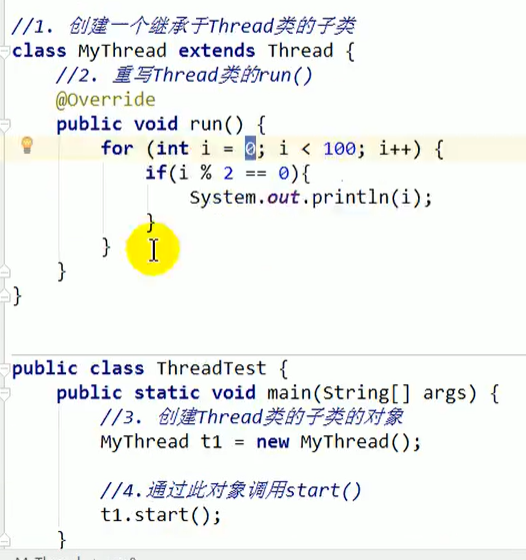 //1. 创建一个继承于Thread类的子类
class MyThread extends Thread {
//2. 重写Thread类的run()
@Override
public void run() {
for (int i = 0; i < 100; i++) {
if(i % 2 == 0){
System.out.println(i);
}
}
}
}
public class ThreadTest {
public static void main(String[] args) {
//3. 创建Thread类的子类的对象
MyThread t1 = new MyThread();
//4.通过此对象调用start()
t1.start();
}